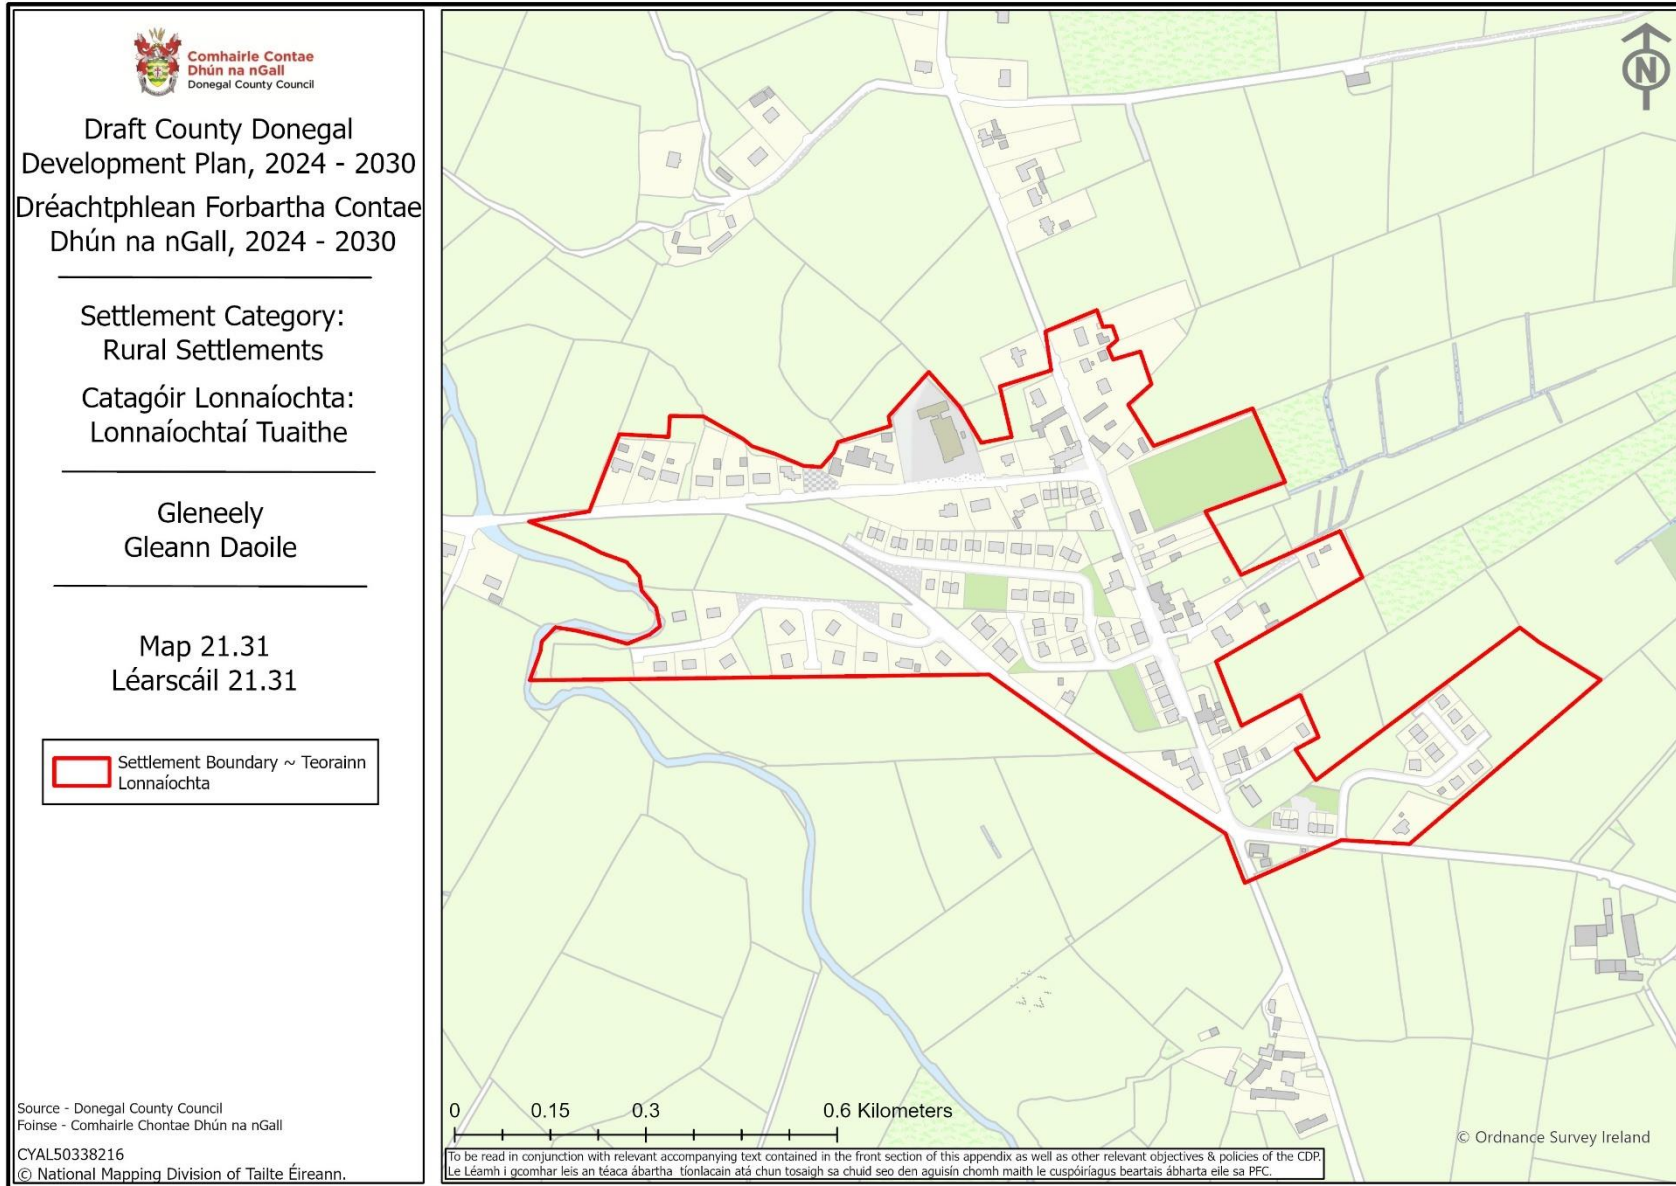 Comhairle Contae
Dhún na nGall
Donegal County Council
Draft County Donegal
Development Plan, 2024 - 2030
Dréachtphlean Forbartha Contae
Dhún na nGall, 2024 - 2030
Settlement Category:
Rural Settlements
Catagóir Lonnaíochta:
Lonnaíochtaí Tuaithe
Gleneely
Gleann Daoile
Map 21.31
Léarscáil 21.31
Settlement Boundary ~ Teorainn
Lonnaíochta
Source - Donegal County Council
Foinse - Comhairle Chontae Dhún na nGall
CYAL50338216
© National Mapping Division of Tailte Éireann.
N
0 0.15 0.3 0.6 Kilometers
© Ordnance Survey Ireland
To be read in conjunction with relevant accompanying text contained in the front section of this appendix as well as other relevant objectives & policies of the CDP.
Le Léamh i gcomhar leis an téaca ábartha tíonlacain atá chun tosaigh sa chuid seo den aguisín chomh maith le cuspóiríagus beartais ábharta eile sa PFC.